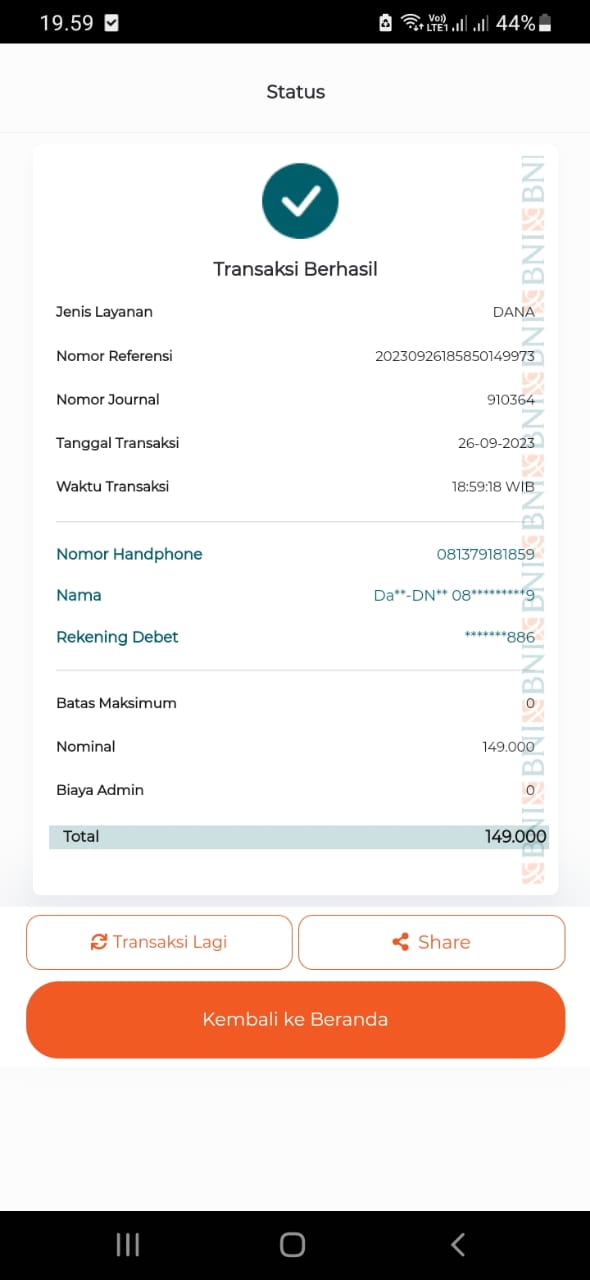 19.59
Vo)) LTE1 44%
Status
Transaksi Berhasil
Jenis Layanan DANA
Nomor Referensi 20230926185850149973
Nomor Journal 910364
Tanggal Transaksi 26-09-2023
Waktu Transaksi 18:59:18 WIB
Nomor Handphone 081379181859
Nama Da**-DN** 08*********9
Rekening Debet *******886
Batas Maksimum 0
Nominal 149.000
Biaya Admin 0
Total 149.000
BNI BNI BNI BNI BNI BNI BNI BNI BNI
Transaksi Lagi
Share
Kembali ke Beranda